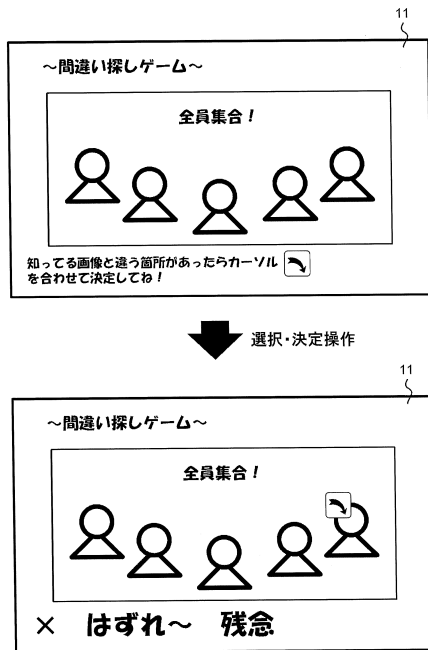 11
~間違い探しゲーム~
全員集合!
知ってる画像と違う箇所があったらカーソル
を合わせて決定してね!
選択・決定操作
11
~間違い探しゲーム~
全員集合!
× はずれ~ 残念